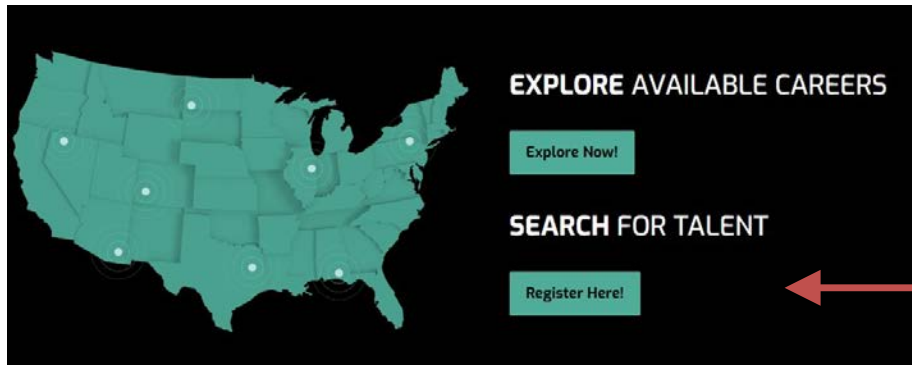 EXPLORE AVAILABLE CAREERS
Explore Now!
SEARCH FOR TALENT
Register Here!